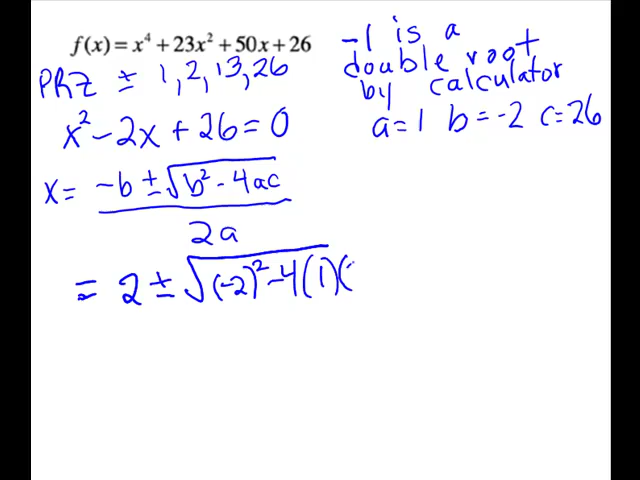 f(x) = x⁴ + 23x² + 50x + 26
PRZ ± 1, 2, 13, 26
x² - 2x + 26 = 0
x = (-b ± √(b² - 4ac)) / 2a
= 2 ± √((-2)² - 4(1)(
-1 is a
double root
by calculator
a = 1 b = -2 c = 26